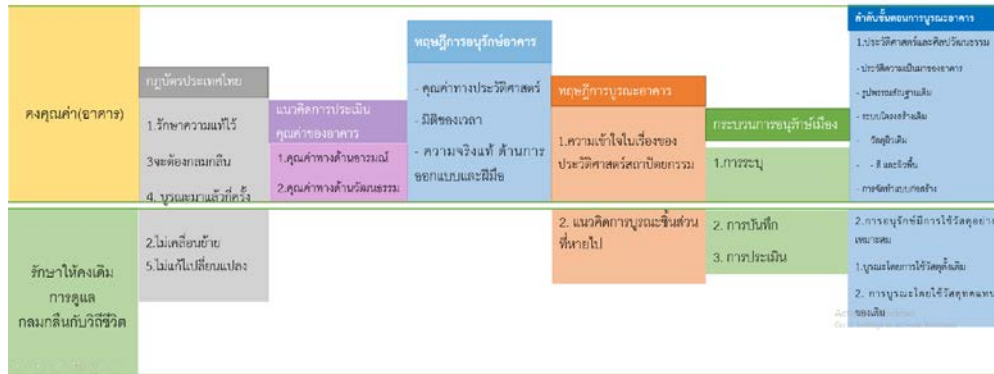 คงคุณค่า(อาคาร)
กฎบัตรประเทศไทย
1.รักษาความแท้ไว้
3จะต้องกลมกลืน
4. บูรณะมาแล้วกี่ครั้ง
แนวคิดการประเมิน
คุณค่าของอาคาร
1.คุณค่าทางด้านอารมณ์
2.คุณค่าทางด้านวัฒนธรรม
ทฤษฎีการอนุรักษ์อาคาร
- คุณค่าทางประวัติศาสตร์
- มิติของเวลา
- ความจริงแท้ ด้านการ
ออกแบบและฝีมือ
ทฤษฎีการบูรณะอาคาร
1.ความเข้าใจในเรื่องของ
ประวัติศาสตร์สถาปัตยกรรม
กระบวนการอนุรักษ์เมือง
1.การระบุ
ลำดับขั้นตอนการบูรณะอาคาร
1.ประวัติศาสตร์และศิลปวัฒนธรรม
- ประวัติความเป็นมาของอาคาร
- รูปทรงสัณฐานเดิม
- ระบบโครงสร้างเดิม
วัสดุผิวเดิม
- สี และผิวพื้น
- การจัดทำแบบก่อสร้าง
รักษาให้คงเดิม
การดูแล
กลมกลืนกับวิถีชีวิต
2.ไม่เคลื่อนย้าย
5.ไม่แก้เปลี่ยนแปลง
2. แนวคิดการบูรณะชิ้นส่วน
ที่หายไป
2. การบันทึก
3. การประเมิน
2.การอนุรักษ์มีการใช้วัสดุอย่าง
เหมาะสม
1.บูรณะโดยการใช้วัสดุดั้งเดิม
2. การบูรณะโดยใช้วัสดุทดแทน
ของเดิม